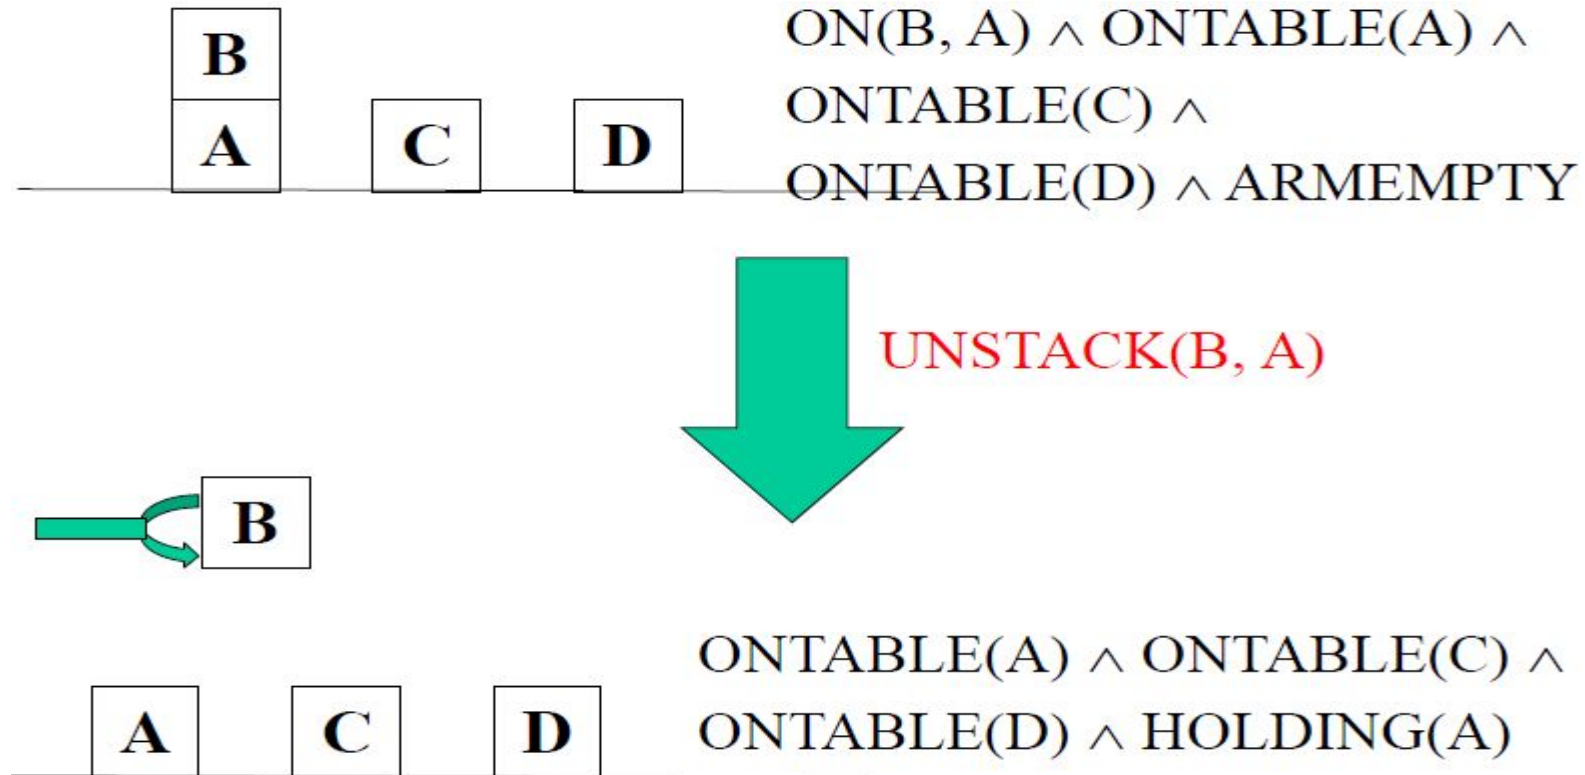 B
A
C
D
ON(B, A) ∧ ONTABLE(A) ∧
ONTABLE(C) ∧
ONTABLE(D) ∧ ARMEMPTY
UNSTACK(B, A)
B
A
C
D
ONTABLE(A) ∧ ONTABLE(C) ∧
ONTABLE(D) ∧ HOLDING(A)